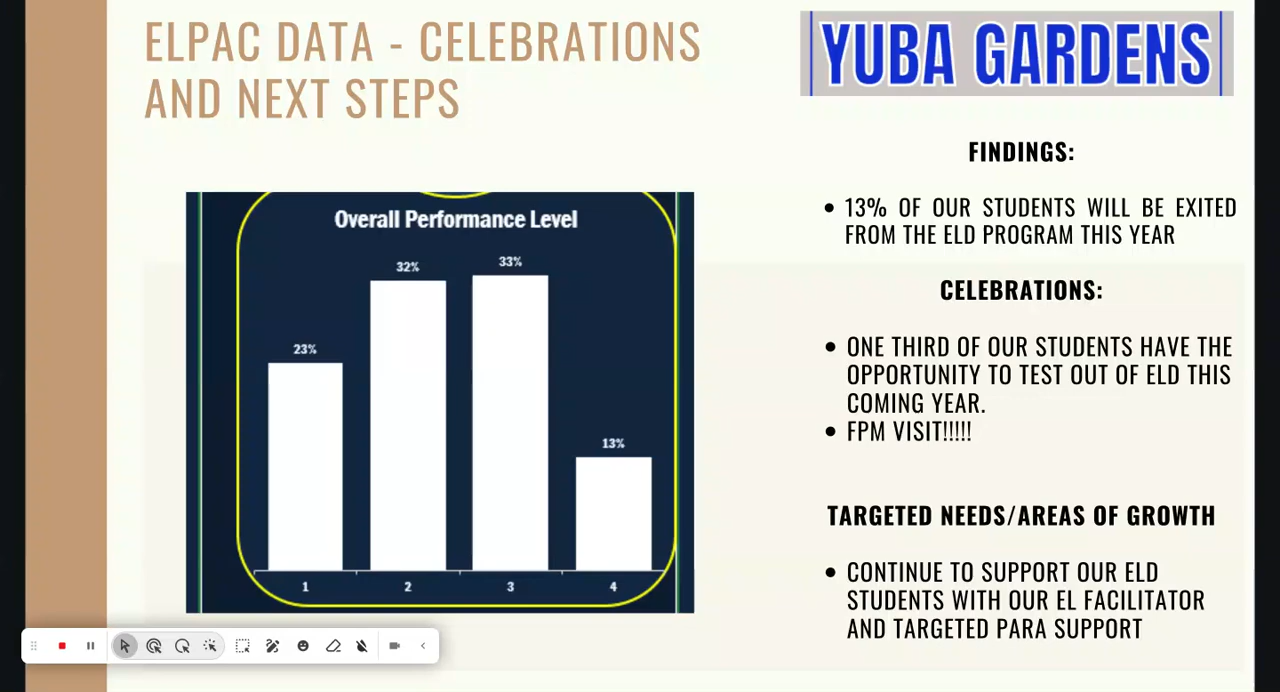 ELPAC DATA - CELEBRATIONS
AND NEXT STEPS
YUBA GARDENS
Overall Performance Level
23%
32%
33%
13%
1
2
3
4
FINDINGS:
• 13% OF OUR STUDENTS WILL BE EXITED
FROM THE ELD PROGRAM THIS YEAR
CELEBRATIONS:
• ONE THIRD OF OUR STUDENTS HAVE THE
OPPORTUNITY TO TEST OUT OF ELD THIS
COMING YEAR.
• FPM VISIT!!!!!
TARGETED NEEDS/AREAS OF GROWTH
• CONTINUE TO SUPPORT OUR ELD
STUDENTS WITH OUR EL FACILITATOR
AND TARGETED PARA SUPPORT